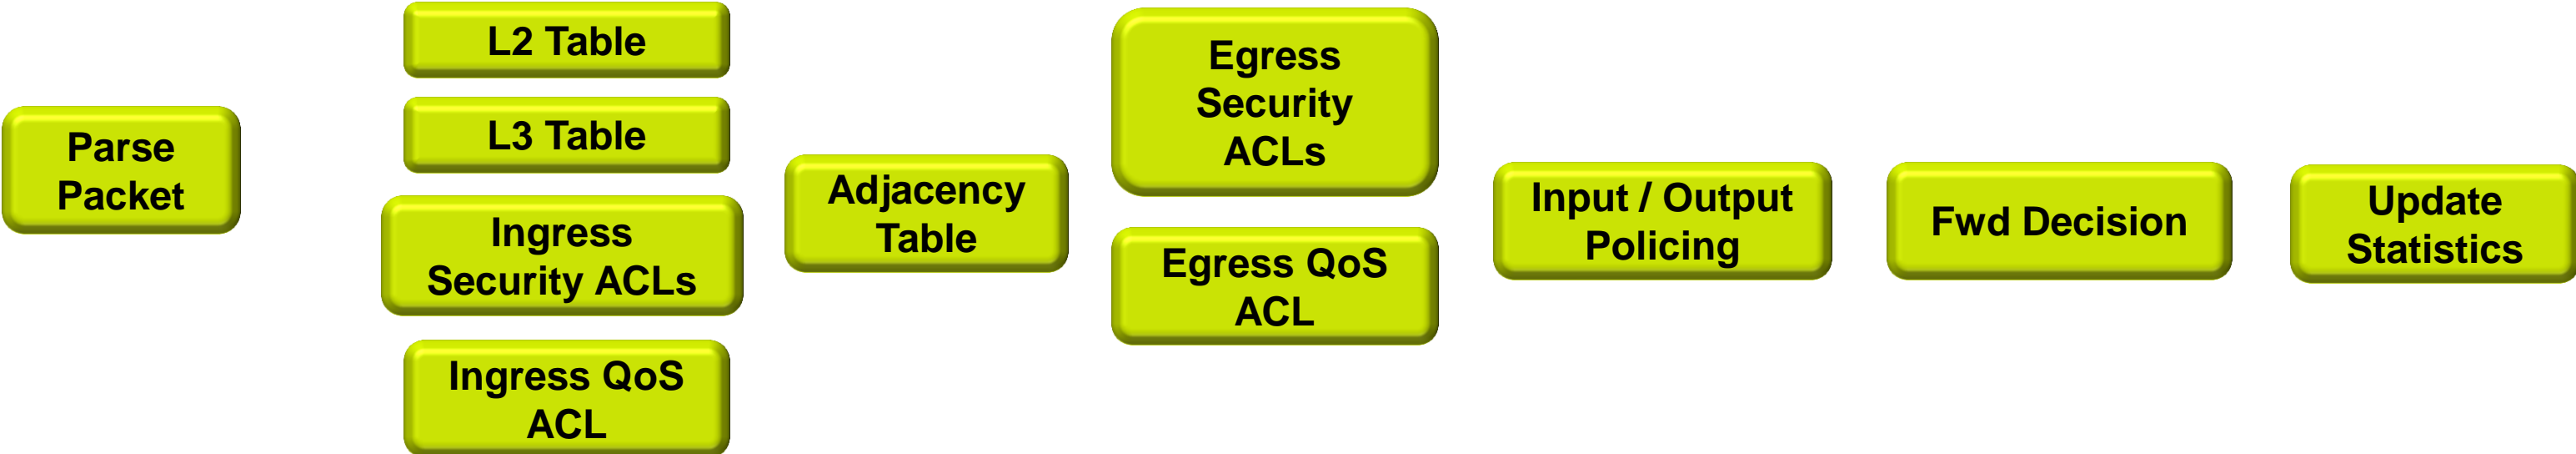 Parse
Packet
L2 Table
L3 Table
Ingress
Security ACLs
Ingress QoS
ACL
Adjacency
Table
Egress
Security
ACLs
Egress QoS
ACL
Input / Output
Policing
Fwd Decision
Update
Statistics